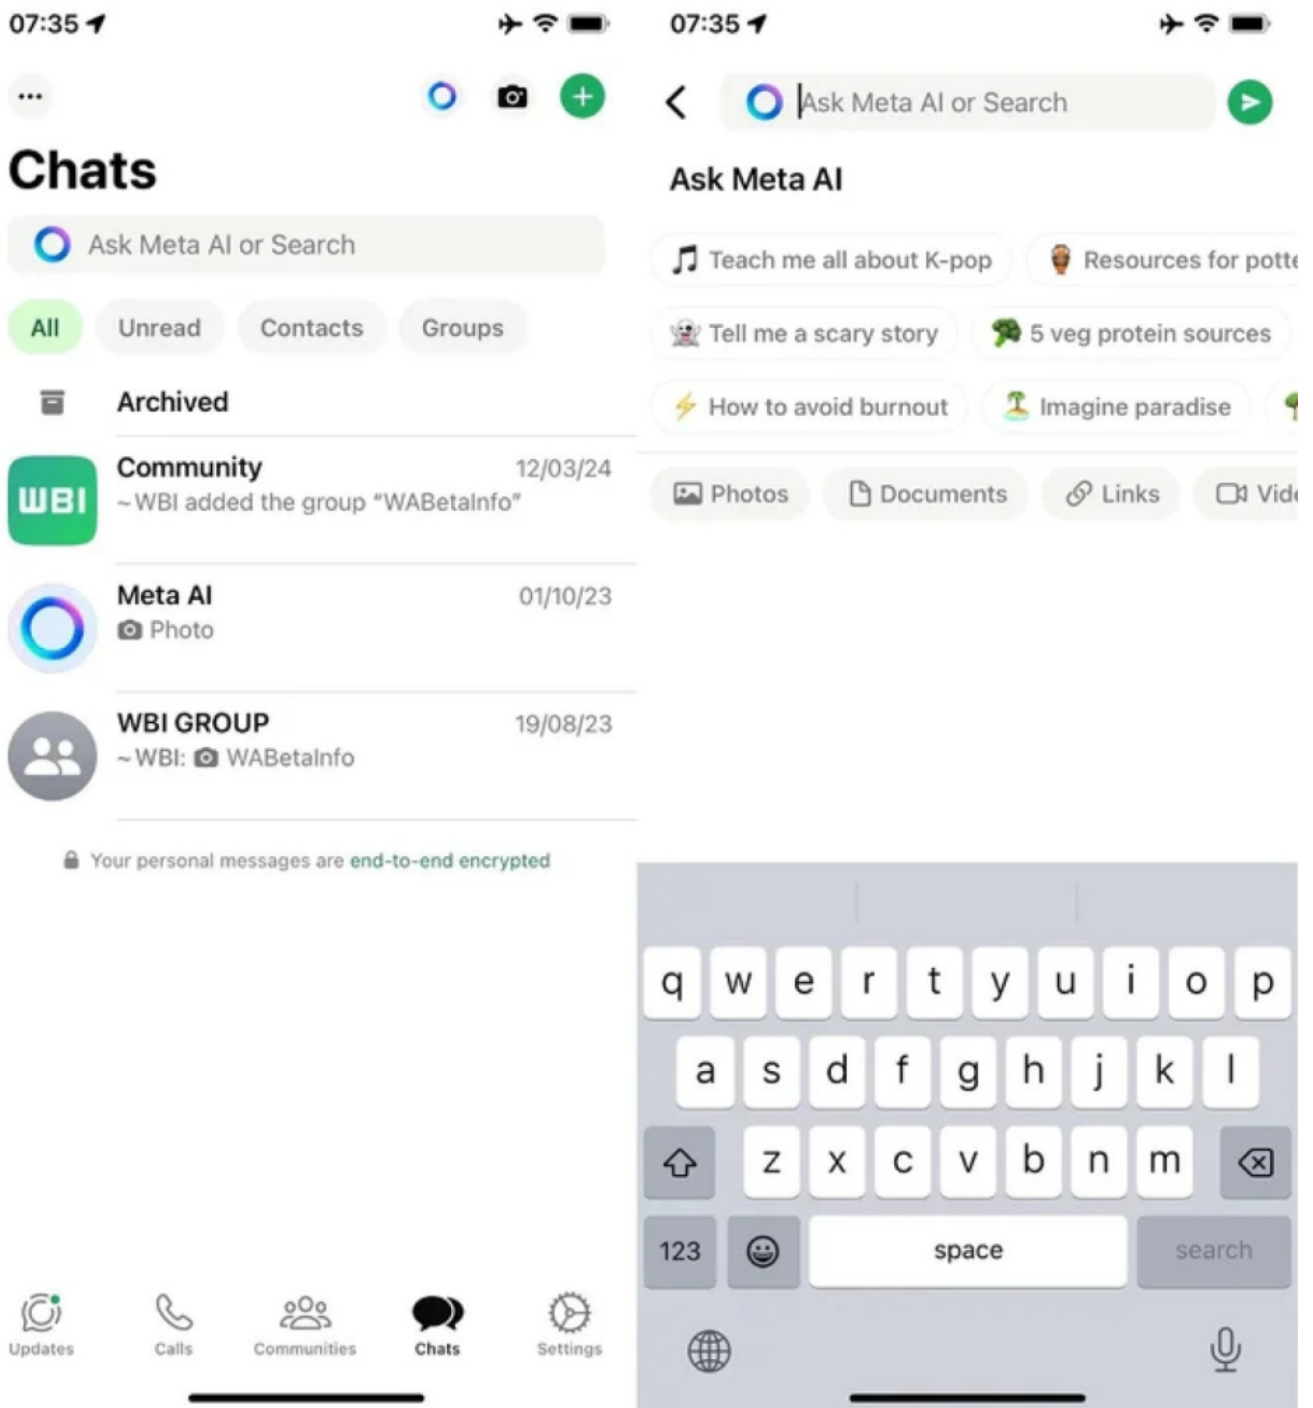 07:35
Chats
Ask Meta AI or Search
All Unread Contacts Groups
Archived
Community 12/03/24
~ WBI added the group “WABetaInfo”
WBI
Meta AI 01/10/23
Photo
WBI GROUP 19/08/23
~ WBI: WABetaInfo
Your personal messages are end-to-end encrypted
Updates Calls Communities Chats Settings
07:35
Ask Meta AI or Search
Ask Meta AI
Teach me all about K-pop Resources for potte
Tell me a scary story 5 veg protein sources
How to avoid burnout Imagine paradise
Photos Documents Links Vide
q w e r t y u i o p
a s d f g h j k l
z x c v b n m
123 space search